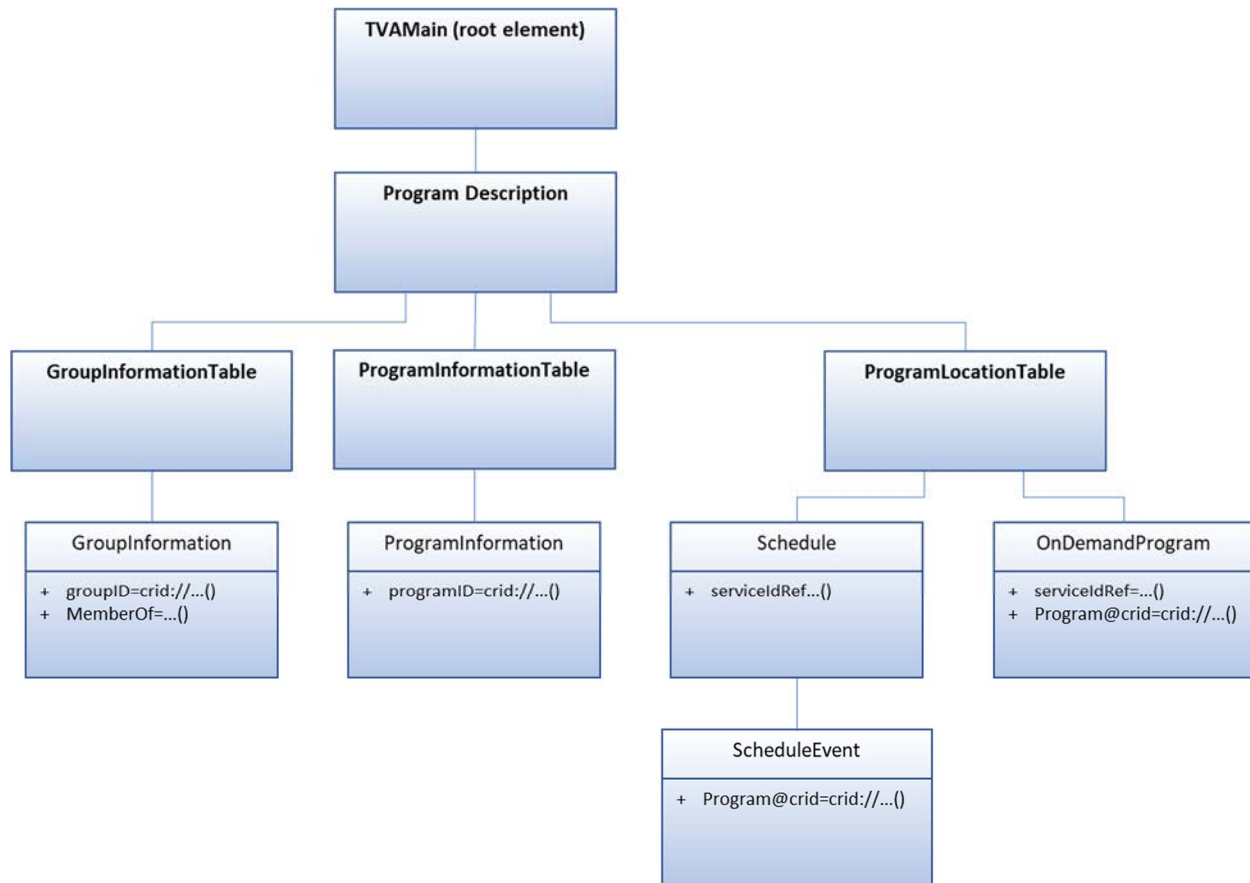 TVAMain (root element)
Program Description
GroupInformationTable
ProgramInformationTable
ProgramLocationTable
GroupInformation
+ groupID=crid://...()
+ MemberOf=...()
ProgramInformation
+ programID=crid://...()
Schedule
+ serviceIdRef...()
OnDemandProgram
+ serviceIdRef=...()
+ Program@crid=crid://...()
ScheduleEvent
+ Program@crid=crid://...()